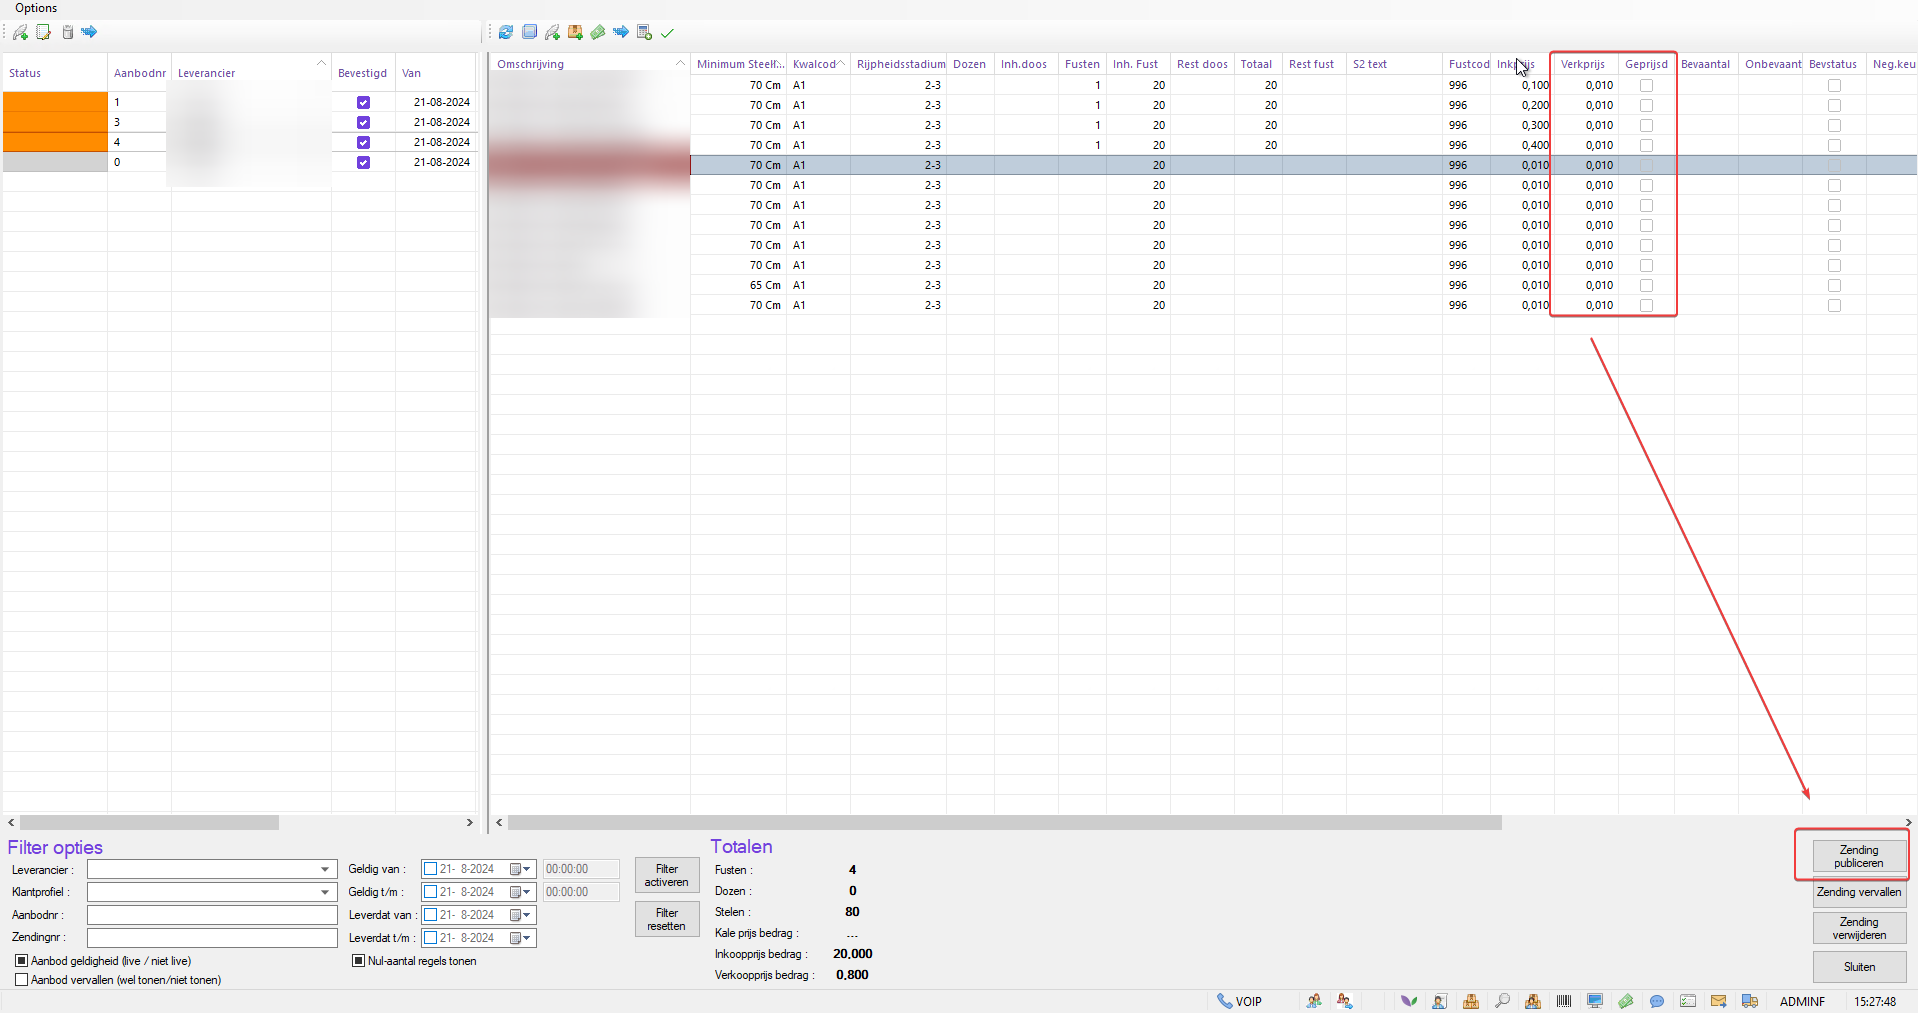 Options
Status Aanbodnr Leverancier Bevestigd Van
1 21-08-2024
3 21-08-2024
4 21-08-2024
0 21-08-2024
Omschrijving Minimum Steelh... Kwalcod Rijpheidsstadium Dozen Inh.doos Fusten Inh. Fust Rest doos Totaal Rest fust S2 text Fustcod Inkprijs Verkprijs Geprijsd Bevaantal Onbevaant Bevstatus Neg.keu
70 Cm A1 2-3 1 20 20 996 0,100 0,010
70 Cm A1 2-3 1 20 20 996 0,200 0,010
70 Cm A1 2-3 1 20 20 996 0,300 0,010
70 Cm A1 2-3 1 20 20 996 0,400 0,010
70 Cm A1 2-3 20 996 0,010 0,010
70 Cm A1 2-3 20 996 0,010 0,010
70 Cm A1 2-3 20 996 0,010 0,010
70 Cm A1 2-3 20 996 0,010 0,010
70 Cm A1 2-3 20 996 0,010 0,010
70 Cm A1 2-3 20 996 0,010 0,010
65 Cm A1 2-3 20 996 0,010 0,010
70 Cm A1 2-3 20 996 0,010 0,010
Filter opties
Leverancier :
Klantprofiel :
Aanbodnr :
Zendingnr :
Aanbod geldigheid (live / niet live)
Aanbod vervallen (wel tonen/niet tonen)
Geldig van : 21- 8-2024 00:00:00
Geldig t/m : 21- 8-2024 00:00:00
Leverdat van : 21- 8-2024
Leverdat t/m : 21- 8-2024
Nul-aantal regels tonen
Filter
activeren
Filter
resetten
Totalen
Fusten : 4
Dozen : 0
Stelen : 80
Kale prijs bedrag : ...
Inkoopprijs bedrag : 20,000
Verkoopprijs bedrag : 0,800
Zending
publiceren
Zending vervallen
Zending
verwijderen
Sluiten
VOIP ADMINF 15:27:48